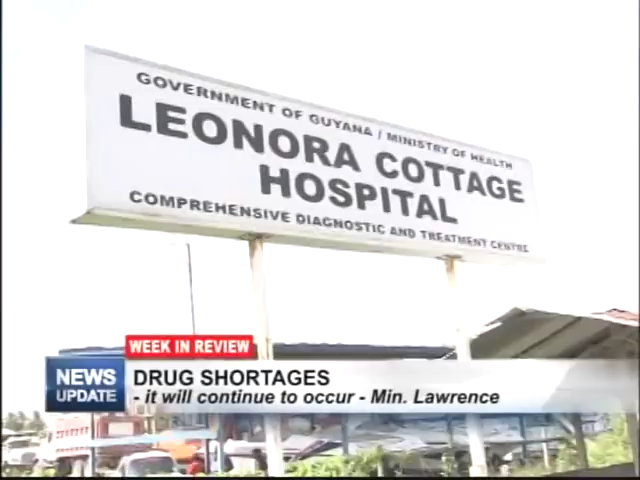 GOVERNMENT OF GUYANA / MINISTRY OF HEALTH
LEONORA COTTAGE
HOSPITAL
COMPREHENSIVE DIAGNOSTIC AND TREATMENT CENTRE
WEEK IN REVIEW
NEWS
UPDATE
DRUG SHORTAGES
- it will continue to occur - Min. Lawrence